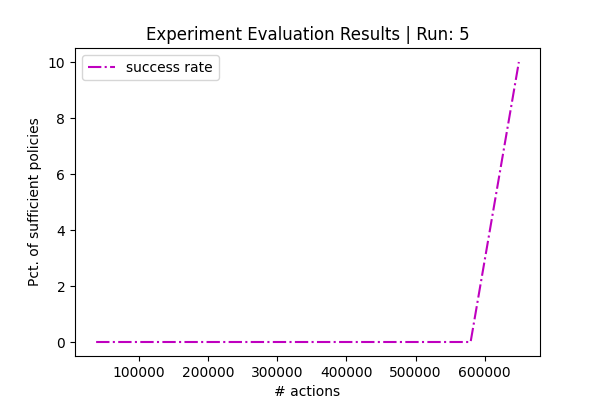 Experiment Evaluation Results | Run: 5
success rate
Pct. of sufficient policies
10
8
6
4
2
0
100000 200000 300000 400000 500000 600000
# actions